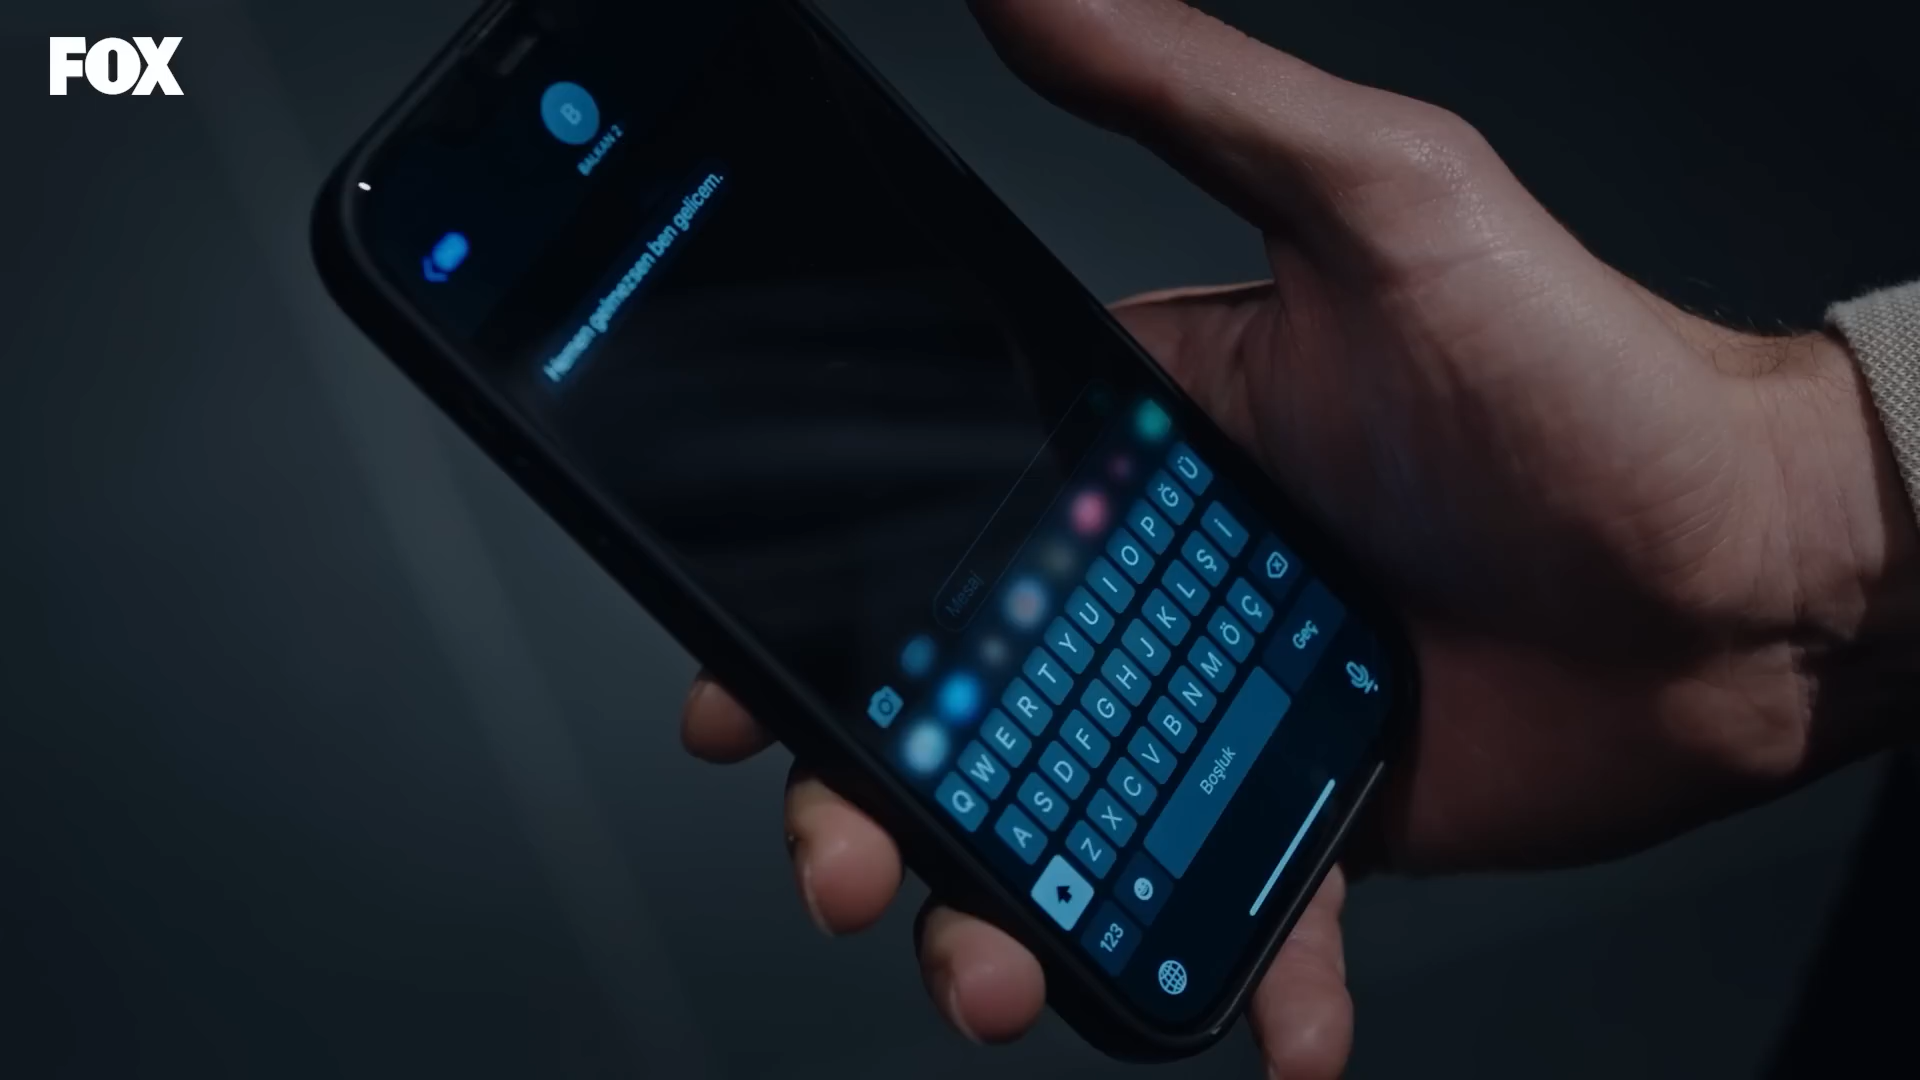 FOX
B
BALKAN 2
Hemen gelmezsen ben gelicem.
Mesaj
Q W E R T Y U I O P Ğ Ü
A S D F G H J K L Ş İ
Z X C V B N M Ö Ç
123 Boşluk Geç